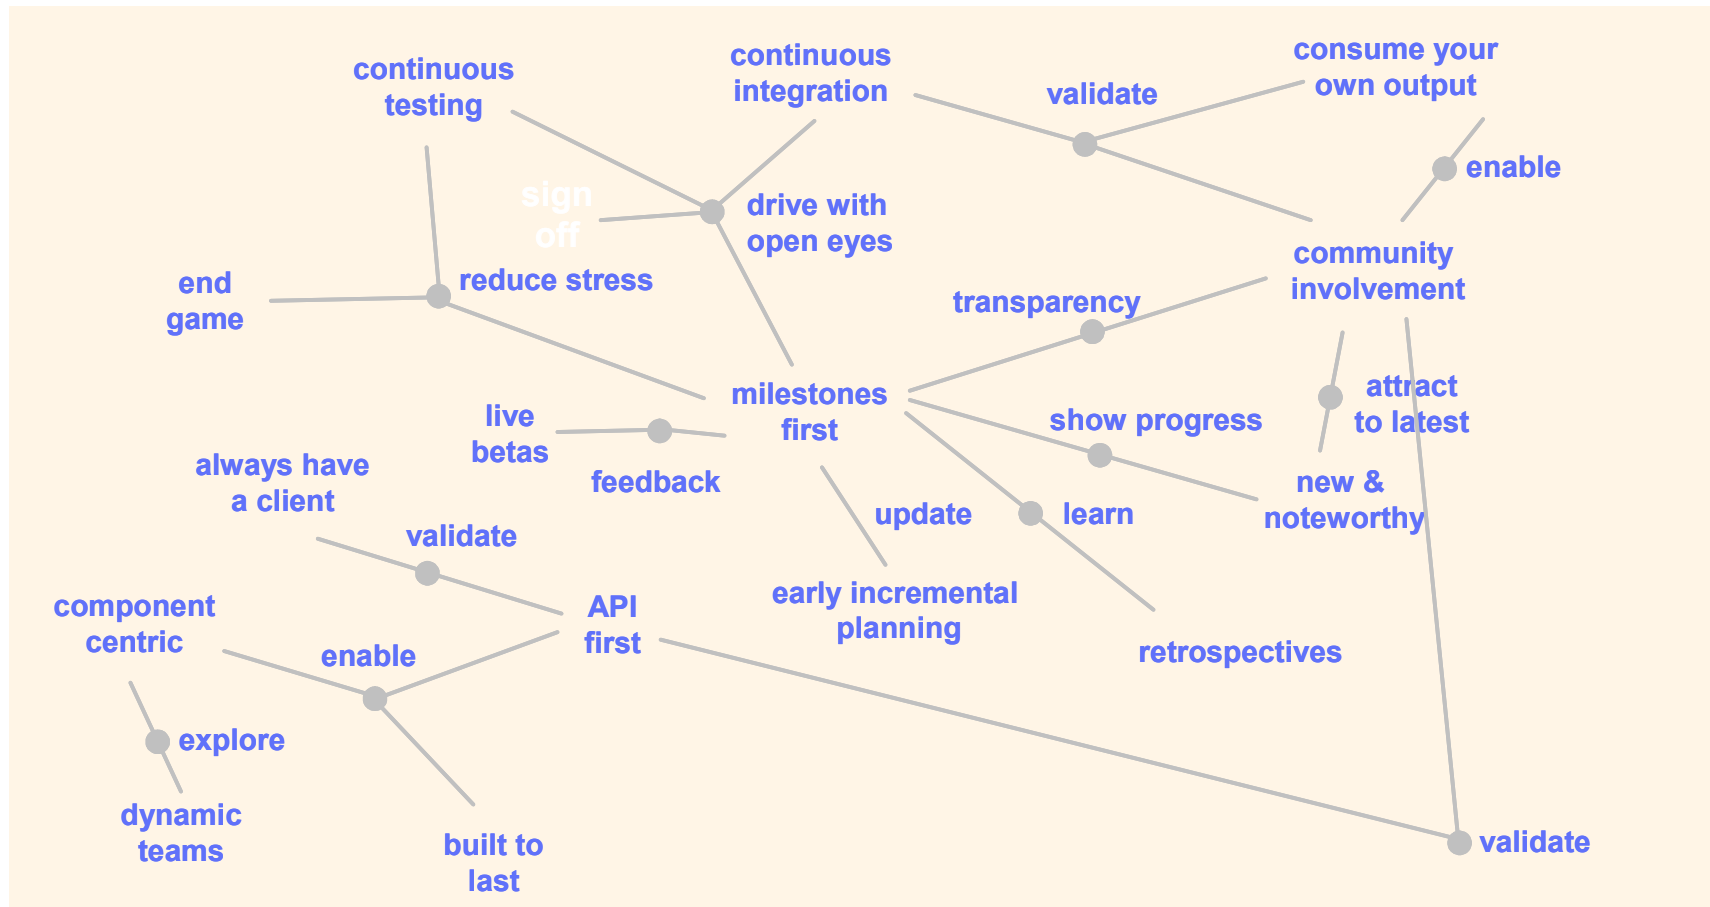 continuous
testing
continuous
integration
validate
consume your
own output
enable
sign
off
drive with
open eyes
community
involvement
end
game
reduce stress
transparency
milestones
first
live
betas
feedback
show progress
attract
to latest
always have
a client
validate
update
learn
new &
noteworthy
component
centric
enable
API
first
early incremental
planning
retrospectives
explore
dynamic
teams
built to
last
validate